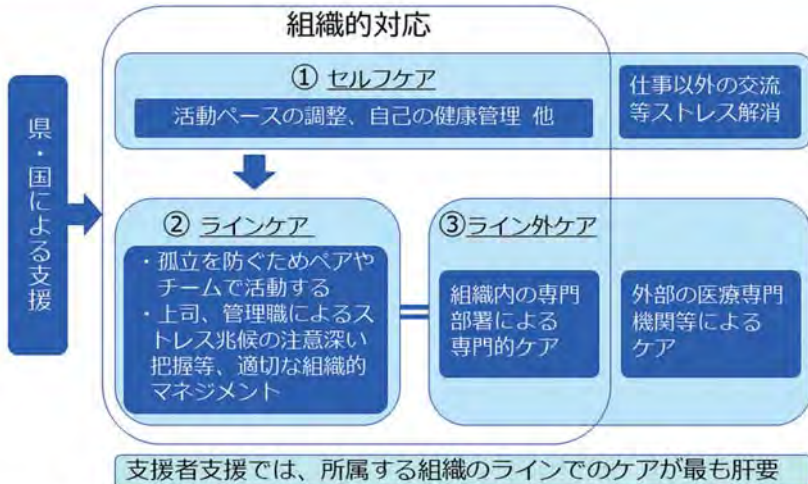 組織的対応
① セルフケア
活動ペースの調整、自己の健康管理 他
仕事以外の交流
等ストレス解消
県・国による支援
② ラインケア
・孤立を防ぐためペアや
チームで活動する
・上司、管理職によるス
トレス兆候の注意深い
把握等、適切な組織的
マネジメント
③ライン外ケア
組織内の専門
部署による
専門的ケア
外部の医療専門
機関等による
ケア
支援者支援では、所属する組織のラインでのケアが最も肝要